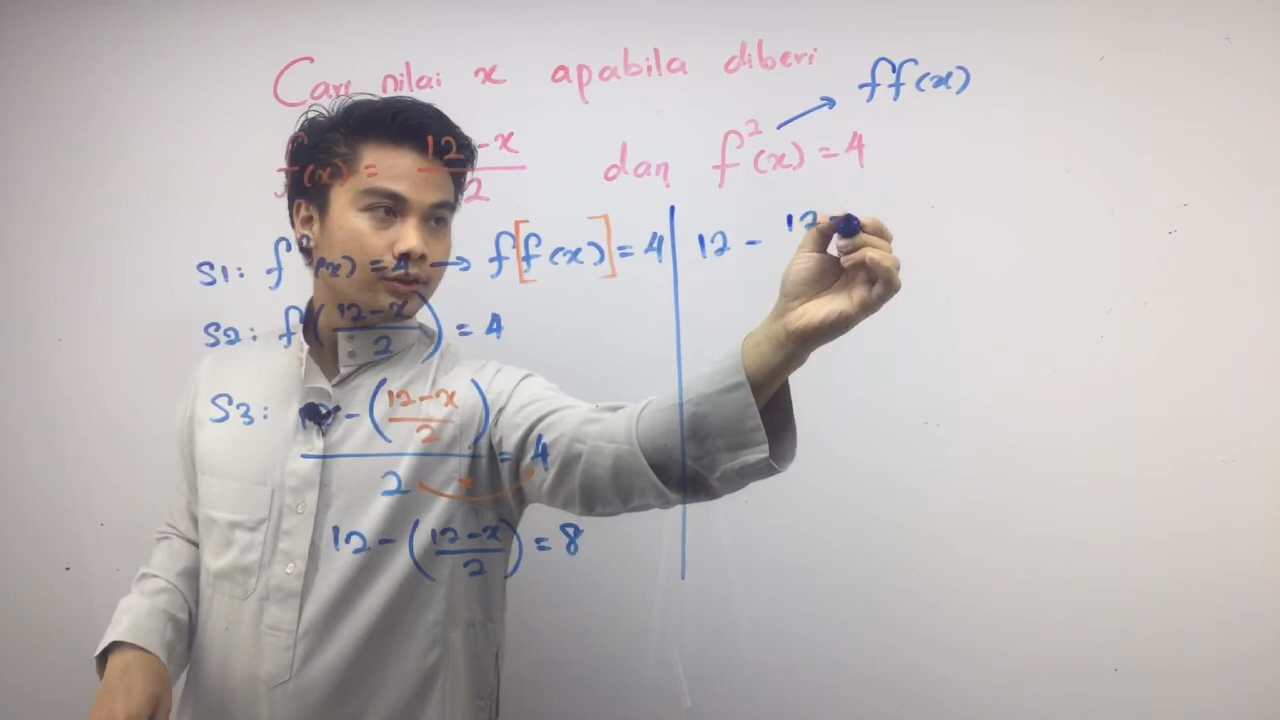 Cari nilai x apabila diberi
ff(x)
f(x) = 12-x/2 dan f²(x) = 4
S1: f²(x) = 4 → f[f(x)] = 4
S2: f(12-x/2) = 4
S3: 12-(12-x/2)/2 = 4
12-(12-x/2) = 8
12 - 12